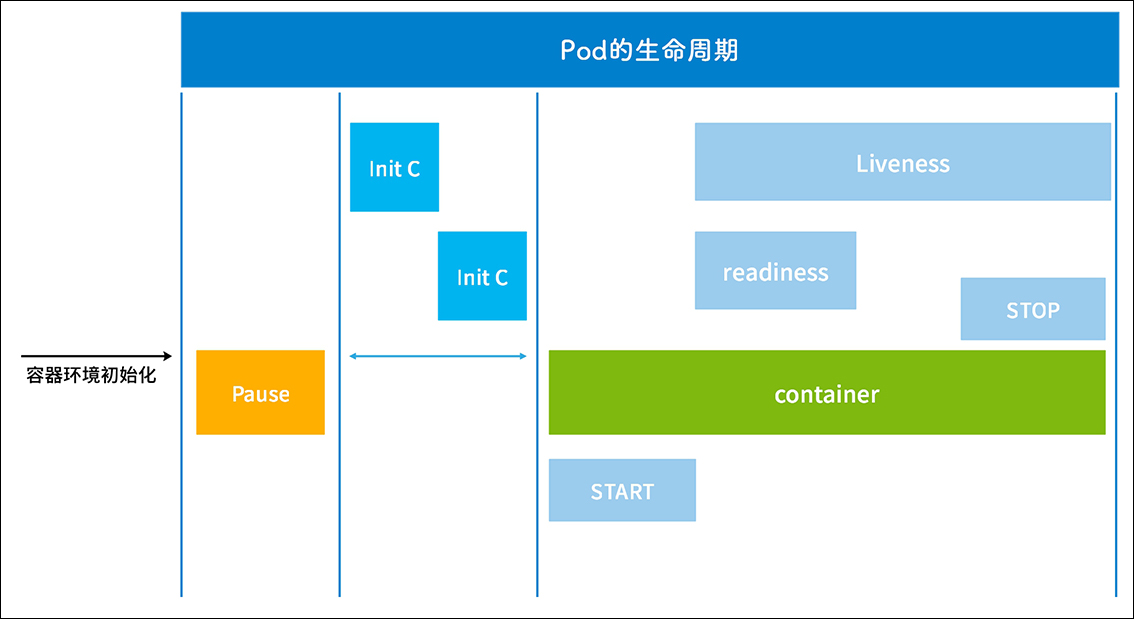 Pod的生命周期
Init C
Liveness
Init C
readiness
STOP
容器环境初始化
Pause
container
START